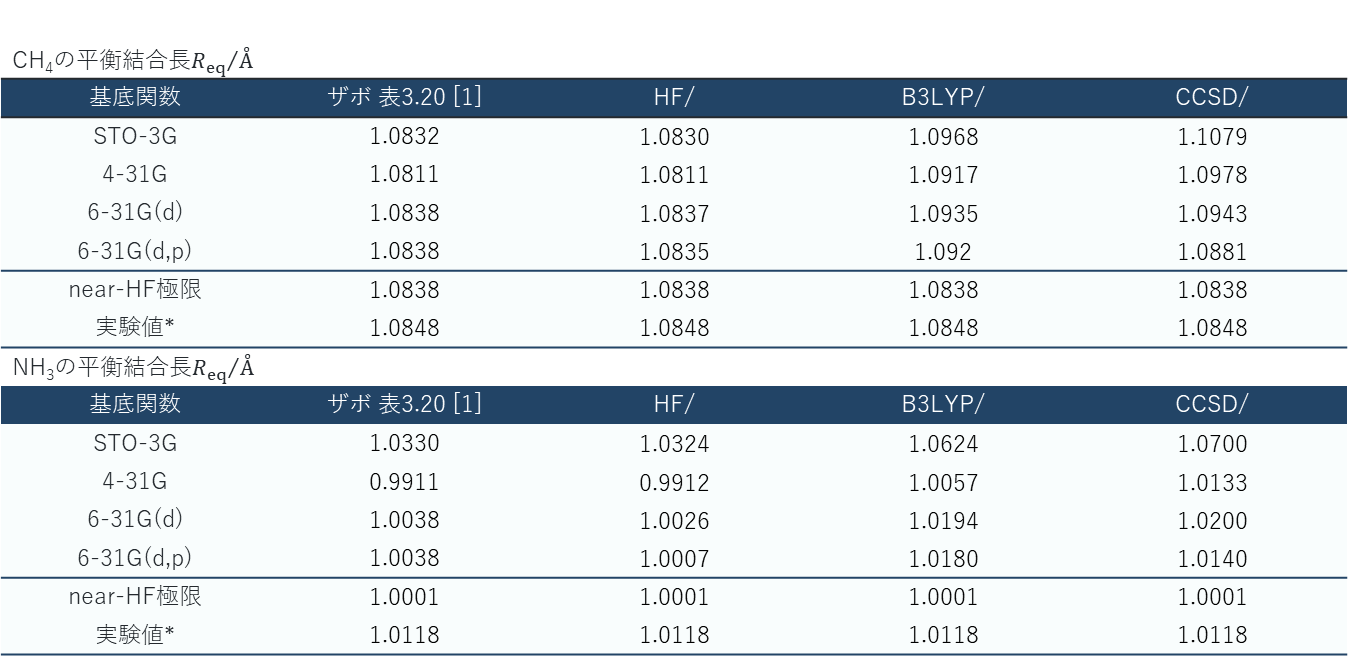 CH4の平衡結合長Req/Å
基底関数 ザボ 表3.20 [1] HF/ B3LYP/ CCSD/
STO-3G 1.0832 1.0830 1.0968 1.1079
4-31G 1.0811 1.0811 1.0917 1.0978
6-31G(d) 1.0838 1.0837 1.0935 1.0943
6-31G(d,p) 1.0838 1.0835 1.092 1.0881
near-HF極限 1.0838 1.0838 1.0838 1.0838
実験値* 1.0848 1.0848 1.0848 1.0848
NH3の平衡結合長Req/Å
基底関数 ザボ 表3.20 [1] HF/ B3LYP/ CCSD/
STO-3G 1.0330 1.0324 1.0624 1.0700
4-31G 0.9911 0.9912 1.0057 1.0133
6-31G(d) 1.0038 1.0026 1.0194 1.0200
6-31G(d,p) 1.0038 1.0007 1.0180 1.0140
near-HF極限 1.0001 1.0001 1.0001 1.0001
実験値* 1.0118 1.0118 1.0118 1.0118